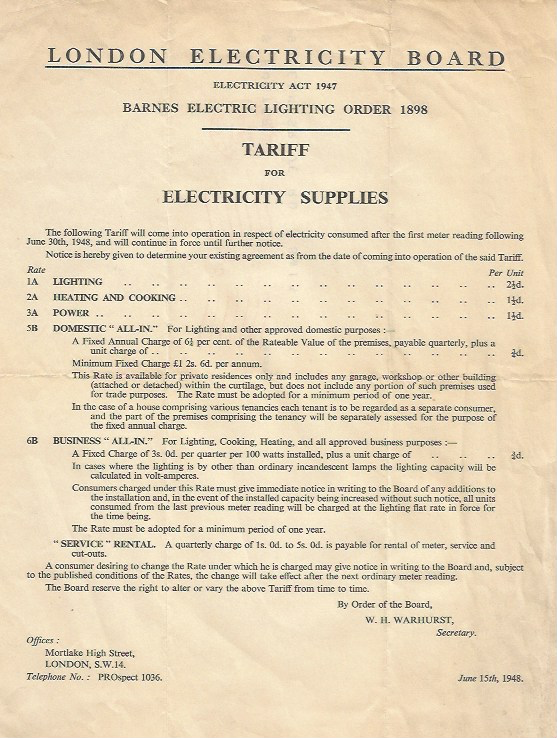 LONDON ELECTRICITY BOARD
ELECTRICITY ACT 1947
BARNES ELECTRIC LIGHTING ORDER 1898
TARIFF
FOR
ELECTRICITY SUPPLIES
The following Tariff will come into operation in respect of electricity consumed after the first meter reading following
June 30th, 1948, and will continue in force until further notice.
Notice is hereby given to determine your existing agreement as from the date of coming into operation of the said Tariff.
Rate Per Unit
1A LIGHTING .. .. .. .. .. .. .. .. .. .. .. .. .. .. 2½d.
2A HEATING AND COOKING .. .. .. .. .. .. .. .. .. .. .. .. 1½d.
3A POWER .. .. .. .. .. .. .. .. .. .. .. .. .. .. .. 1½d.
5B DOMESTIC "ALL-IN." For Lighting and other approved domestic purposes :—
A Fixed Annual Charge of 6¼ per cent. of the Rateable Value of the premises, payable quarterly, plus a
unit charge of .. .. .. .. .. .. .. .. .. .. .. .. .. d.
Minimum Fixed Charge £1 2s. 6d. per annum.
This Rate is available for private residences only and includes any garage, workshop or other building
(attached or detached) within the curtilage, but does not include any portion of such premises used
for trade purposes. The Rate must be adopted for a minimum period of one year.
In the case of a house comprising various tenancies each tenant is to be regarded as a separate consumer,
and the part of the premises comprising the tenancy will be separately assessed for the purpose of
the fixed annual charge.
6B BUSINESS "ALL-IN." For Lighting, Cooking, Heating, and all approved business purposes :—
A Fixed Charge of 3s. 0d. per quarter per 100 watts installed, plus a unit charge of .. .. .. d.
In cases where the lighting is by other than ordinary incandescent lamps the lighting capacity will be
calculated in volt-amperes.
Consumers charged under this Rate must give immediate notice in writing to the Board of any additions to
the installation and, in the event of the installed capacity being increased without such notice, all units
consumed from the last previous meter reading will be charged at the lighting flat rate in force for
the time being.
The Rate must be adopted for a minimum period of one year.
"SERVICE" RENTAL. A quarterly charge of 1s. 0d. to 5s. 0d. is payable for rental of meter, service and
cut-outs.
A consumer desiring to change the Rate under which he is charged may give notice in writing to the Board and, subject
to the published conditions of the Rates, the change will take effect after the next ordinary meter reading.
The Board reserve the right to alter or vary the above Tariff from time to time.
By Order of the Board,
W. H. WARHURST,
Secretary.
Offices :
Mortlake High Street,
LONDON, S.W.14.
Telephone No. : PROspect 1036. June 15th, 1948.